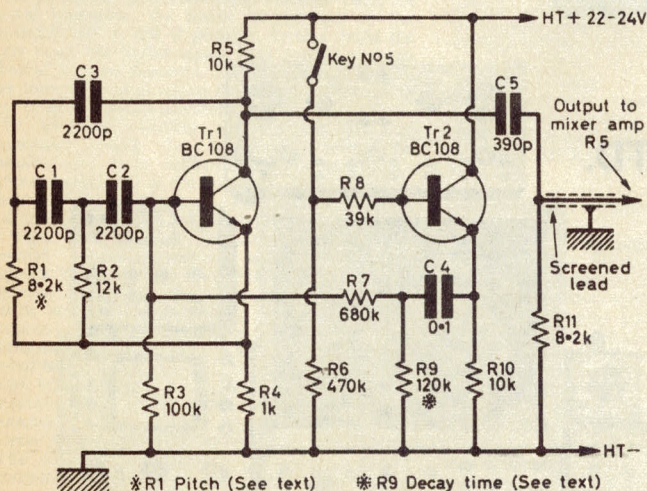 HT+ 22-24V
R5
10k
Key Nº5
C3
2200p
C5
390p
Output to
mixer amp
R5
Tr1
BC108
Tr2
BC108
C1
2200p
C2
2200p
R8
39k
Screened
lead
R1
8•2k
※
R2
12k
R7
680k
C4
0•1
R11
8•2k
R3
100k
R4
1k
R6
470k
R9
120k
※
R10
10k
HT−
※R1 Pitch (See text)
※R9 Decay time (See text)